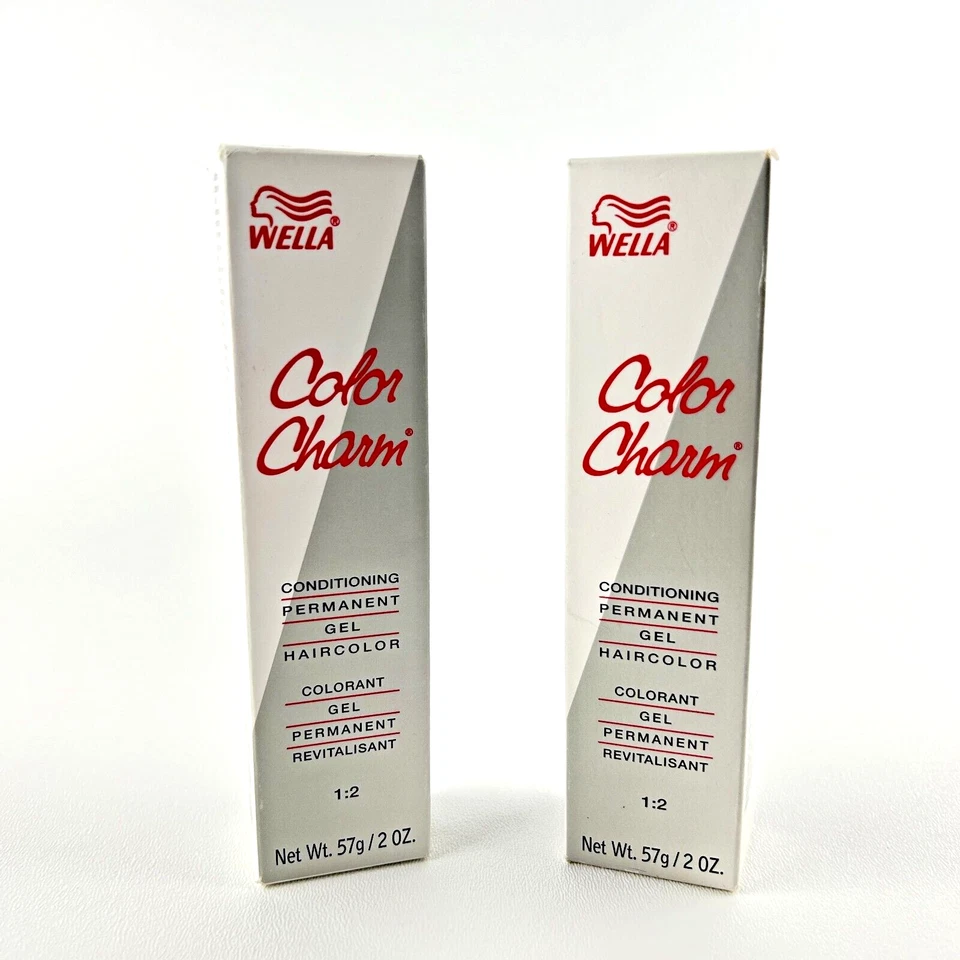 WELLA®
Color
Charm®
CONDITIONING
PERMANENT
GEL
HAIRCOLOR
COLORANT
GEL
PERMANENT
REVITALISANT
1:2
Net Wt. 57g/2 OZ.
WELLA®
Color
Charm®
CONDITIONING
PERMANENT
GEL
HAIRCOLOR
COLORANT
GEL
PERMANENT
REVITALISANT
1:2
Net Wt. 57g/2 OZ.